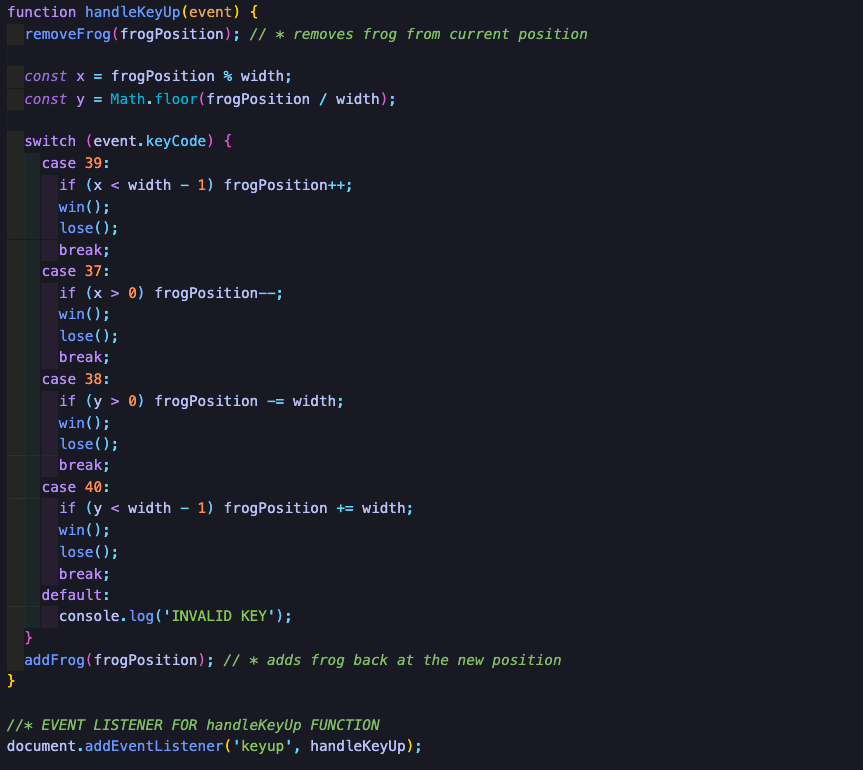 function handleKeyUp(event) {
removeFrog(frogPosition); // * removes frog from current position
const x = frogPosition % width;
const y = Math.floor(frogPosition / width);
switch (event.keyCode) {
case 39:
if (x < width - 1) frogPosition++;
win();
lose();
break;
case 37:
if (x > 0) frogPosition--;
win();
lose();
break;
case 38:
if (y > 0) frogPosition -= width;
win();
lose();
break;
case 40:
if (y < width - 1) frogPosition += width;
win();
lose();
break;
default:
console.log('INVALID KEY');
}
addFrog(frogPosition); // * adds frog back at the new position
}
//* EVENT LISTENER FOR handleKeyUp FUNCTION
document.addEventListener('keyup', handleKeyUp);